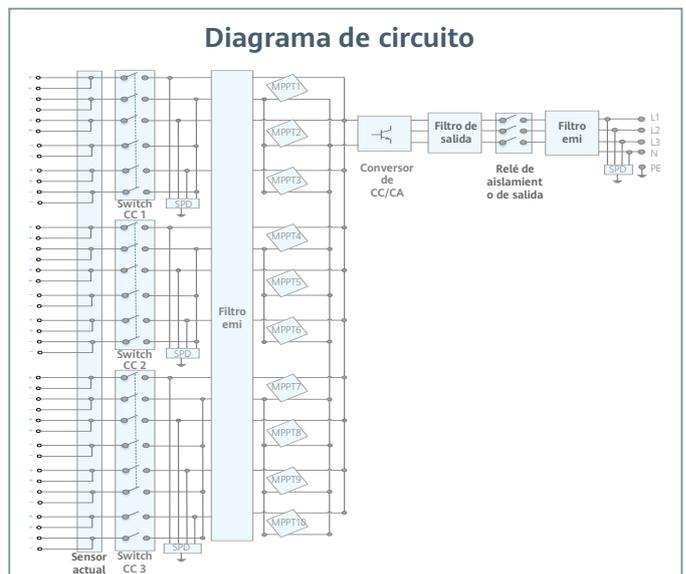 Diagrama de circuito
MPPT1
MPPT2
MPPT3
SPD
Switch
CC 1
MPPT4
MPPT5
MPPT6
SPD
Switch
CC 2
Filtro
emi
MPPT7
MPPT8
MPPT9
MPPT10
SPD
Sensor
actual
Switch
CC 3
Conversor
de
CC/CA
Filtro de
salida
Relé de
aislamient
o de salida
Filtro
emi
L1
L2
L3
N
SPD
PE